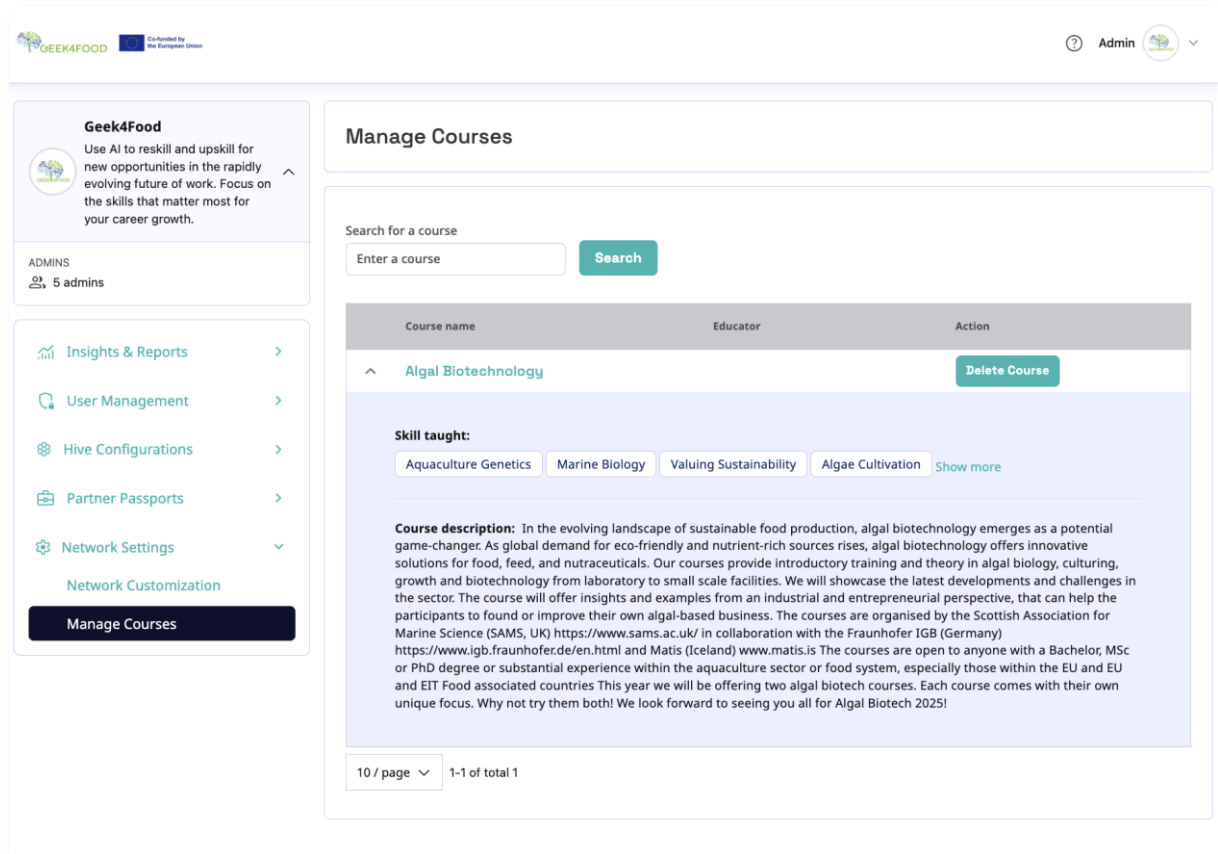 GEEK4FOOD
Co-funded by
the European Union
Admin
Geek4Food
Use AI to reskill and upskill for
new opportunities in the rapidly
evolving future of work. Focus on
the skills that matter most for
your career growth.
ADMINS
5 admins
Insights & Reports
User Management
Hive Configurations
Partner Passports
Network Settings
Network Customization
Manage Courses
Manage Courses
Search for a course
Enter a course
Search
Course name Educator Action
Algal Biotechnology Delete Course
Skill taught:
Aquaculture Genetics Marine Biology Valuing Sustainability Algae Cultivation Show more
Course description: In the evolving landscape of sustainable food production, algal biotechnology emerges as a potential
game-changer. As global demand for eco-friendly and nutrient-rich sources rises, algal biotechnology offers innovative
solutions for food, feed, and nutraceuticals. Our courses provide introductory training and theory in algal biology, culturing,
growth and biotechnology from laboratory to small scale facilities. We will showcase the latest developments and challenges in
the sector. The course will offer insights and examples from an industrial and entrepreneurial perspective, that can help the
participants to found or improve their own algal-based business. The courses are organised by the Scottish Association for
Marine Science (SAMS, UK) https://www.sams.ac.uk/ in collaboration with the Fraunhofer IGB (Germany)
https://www.igb.fraunhofer.de/en.html and Matis (Iceland) www.matis.is The courses are open to anyone with a Bachelor, MSc
or PhD degree or substantial experience within the aquaculture sector or food system, especially those within the EU and EU
and EIT Food associated countries This year we will be offering two algal biotech courses. Each course comes with their own
unique focus. Why not try them both! We look forward to seeing you all for Algal Biotech 2025!
10 / page 1-1 of total 1